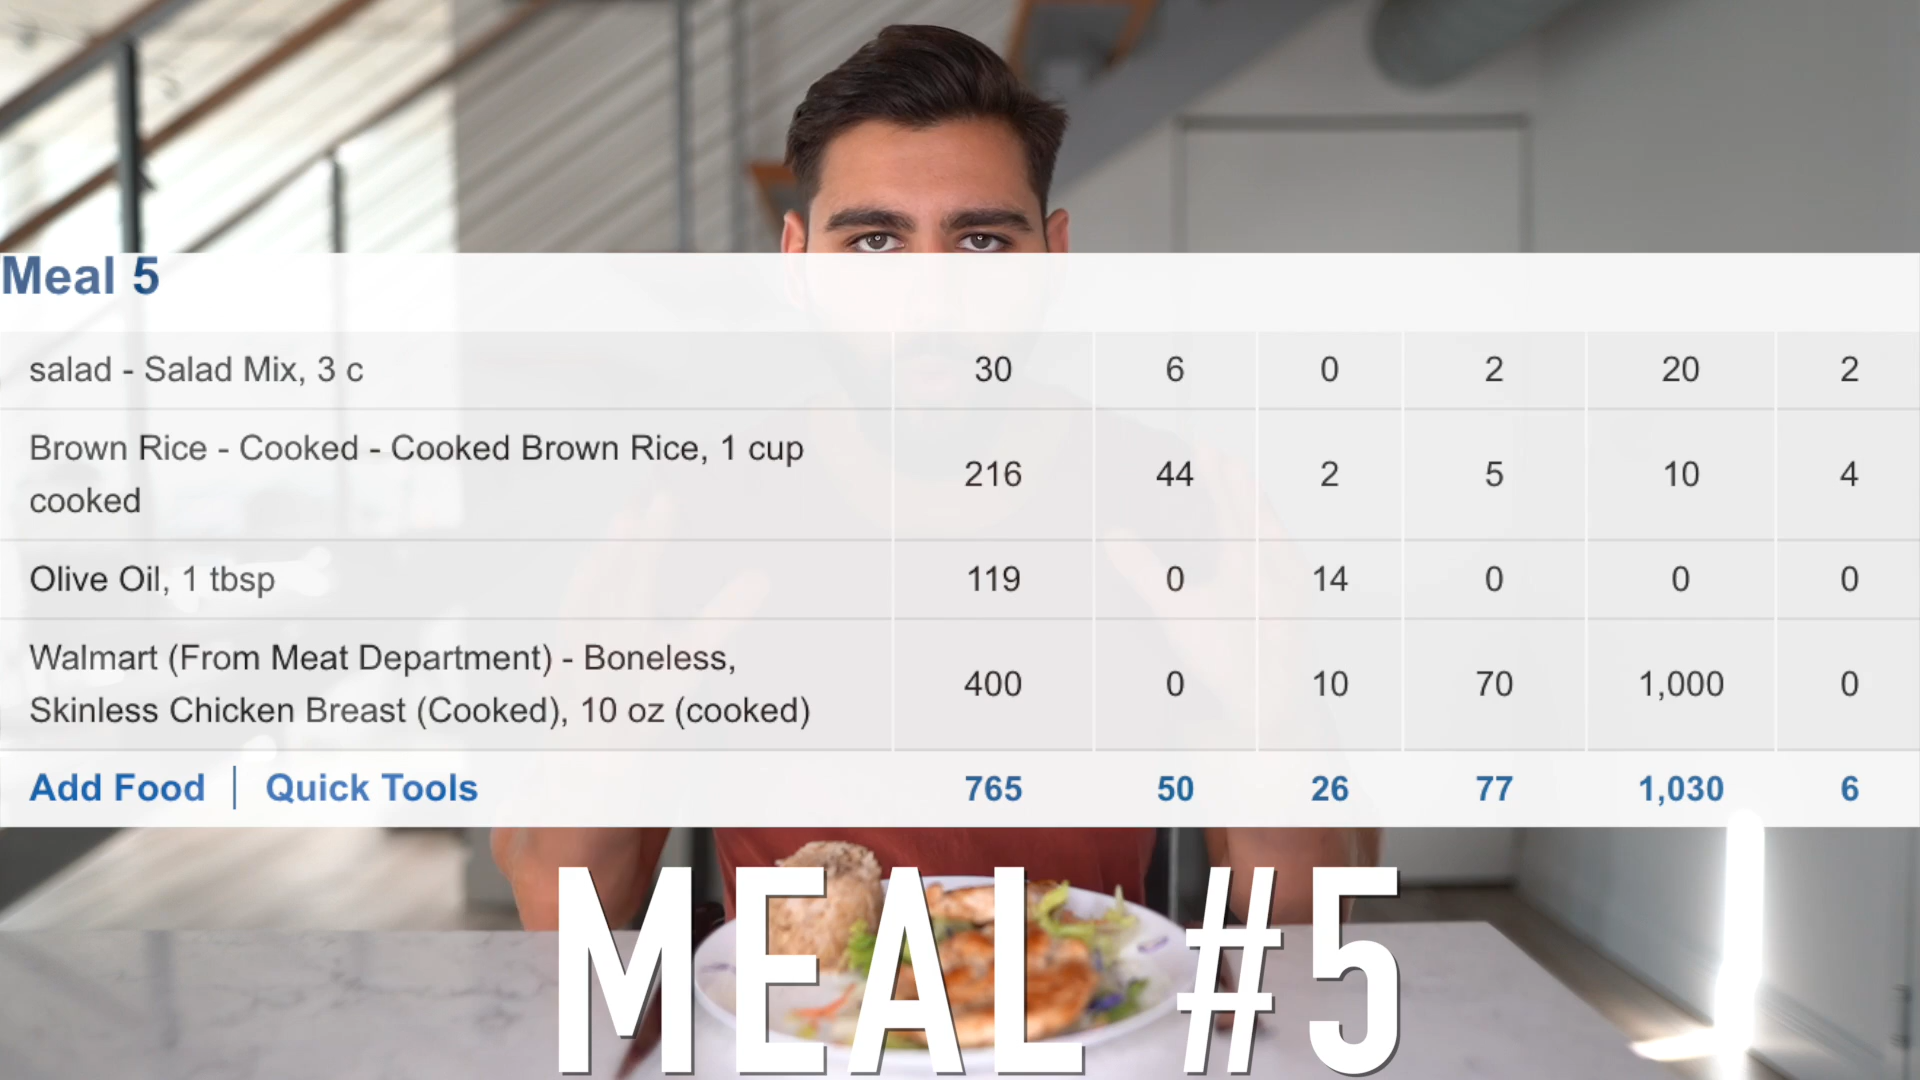 Meal 5
salad - Salad Mix, 3 c 30 6 0 2 20 2
Brown Rice - Cooked - Cooked Brown Rice, 1 cup
cooked 216 44 2 5 10 4
Olive Oil, 1 tbsp 119 0 14 0 0 0
Walmart (From Meat Department) - Boneless,
Skinless Chicken Breast (Cooked), 10 oz (cooked) 400 0 10 70 1,000 0
Add Food | Quick Tools 765 50 26 77 1,030 6
MEAL #5